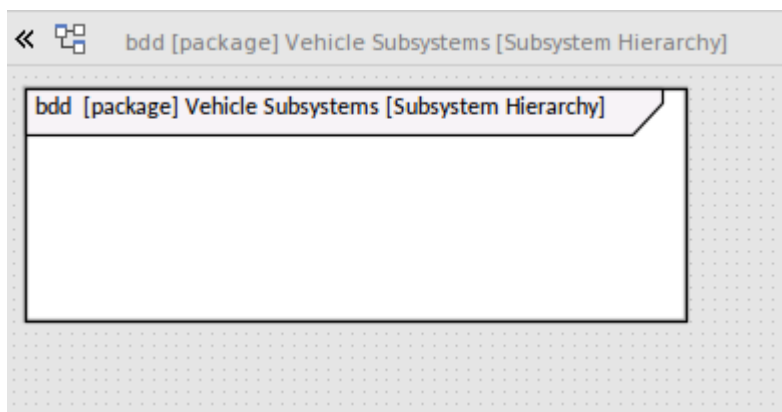 « bdd [package] Vehicle Subsystems [Subsystem Hierarchy]
bdd [package] Vehicle Subsystems [Subsystem Hierarchy]